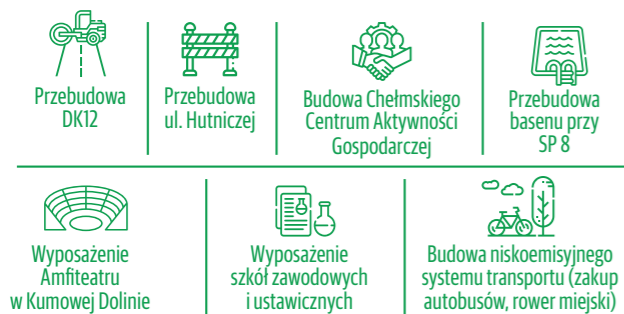 Przebudowa
DK12
Przebudowa
ul. Hutniczej
Budowa Chełmskiego
Centrum Aktywności
Gospodarczej
Przebudowa
basenu przy
SP 8
Wyposażenie
Amfiteatru
w Kumowej Dolinie
Wyposażenie
szkół zawodowych
i ustawicznych
Budowa niskoemisyjnego
systemu transportu (zakup
autobusów, rower miejski)